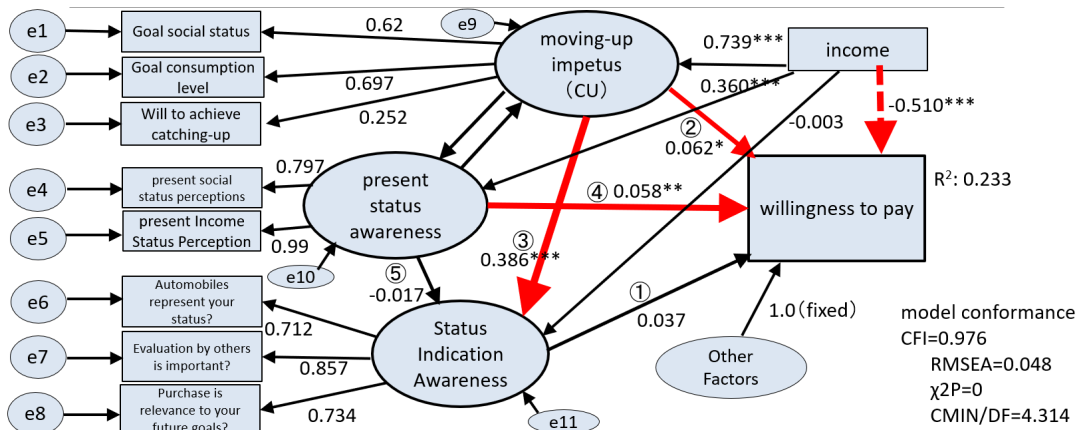 e1
Goal social status
0.62
e9
moving-up
impetus
（CU）
0.739***
income
e2
Goal consumption
level
0.697
0.360***
-0.510***
e3
Will to achieve
catching-up
0.252
②
0.062*
-0.003
e4
present social
status perceptions
0.797
present
status
awareness
④ 0.058**
willingness to pay
R²: 0.233
e5
present Income
Status Perception
0.99
e10
③
0.386***
⑤
-0.017
e6
Automobiles
represent your
status?
0.712
①
0.037
1.0（fixed）
e7
Evaluation by others
is important?
0.857
Status
Indication
Awareness
Other
Factors
e8
Purchase is
relevance to your
future goals?
0.734
e11
model conformance
CFI=0.976
RMSEA=0.048
χ2P=0
CMIN/DF=4.314